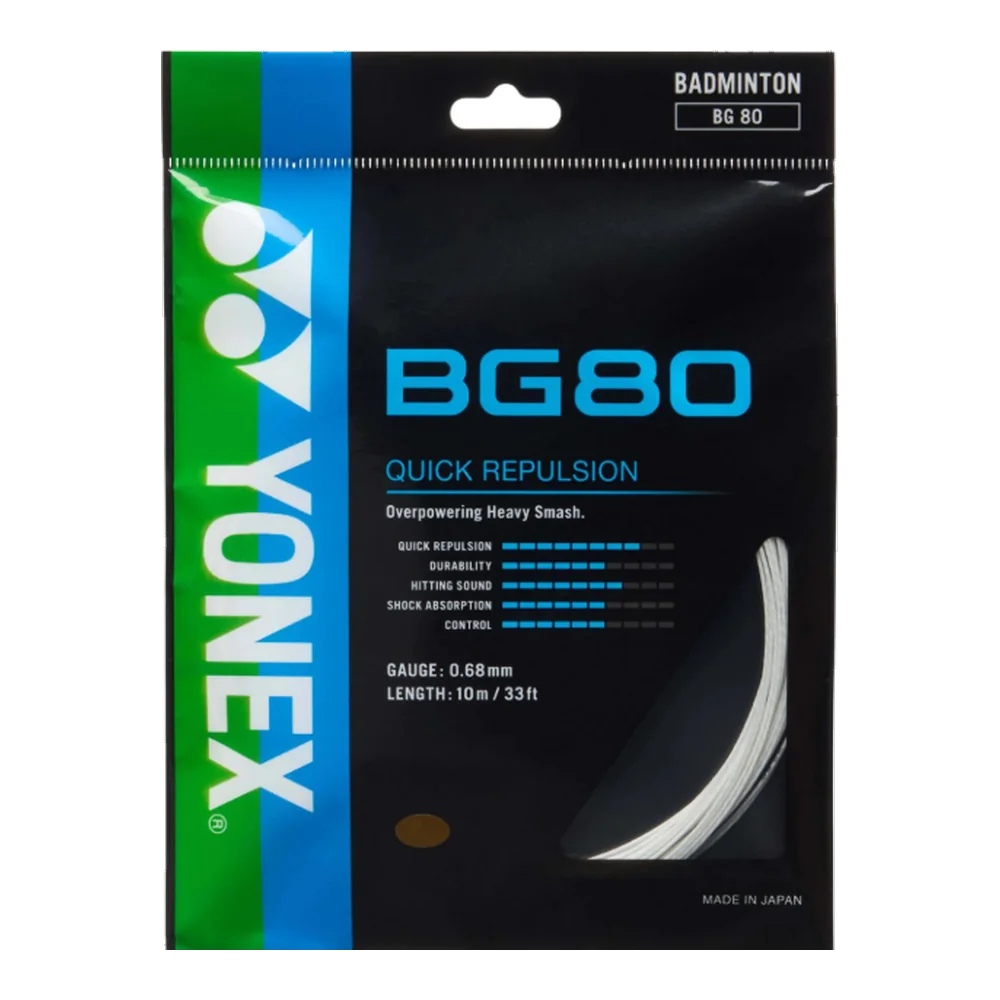 BADMINTON
BG 80
YONEX®
BG80
QUICK REPULSION
Overpowering Heavy Smash.
QUICK REPULSION
DURABILITY
HITTING SOUND
SHOCK ABSORPTION
CONTROL
GAUGE: 0.68mm
LENGTH: 10m / 33ft
MADE IN JAPAN